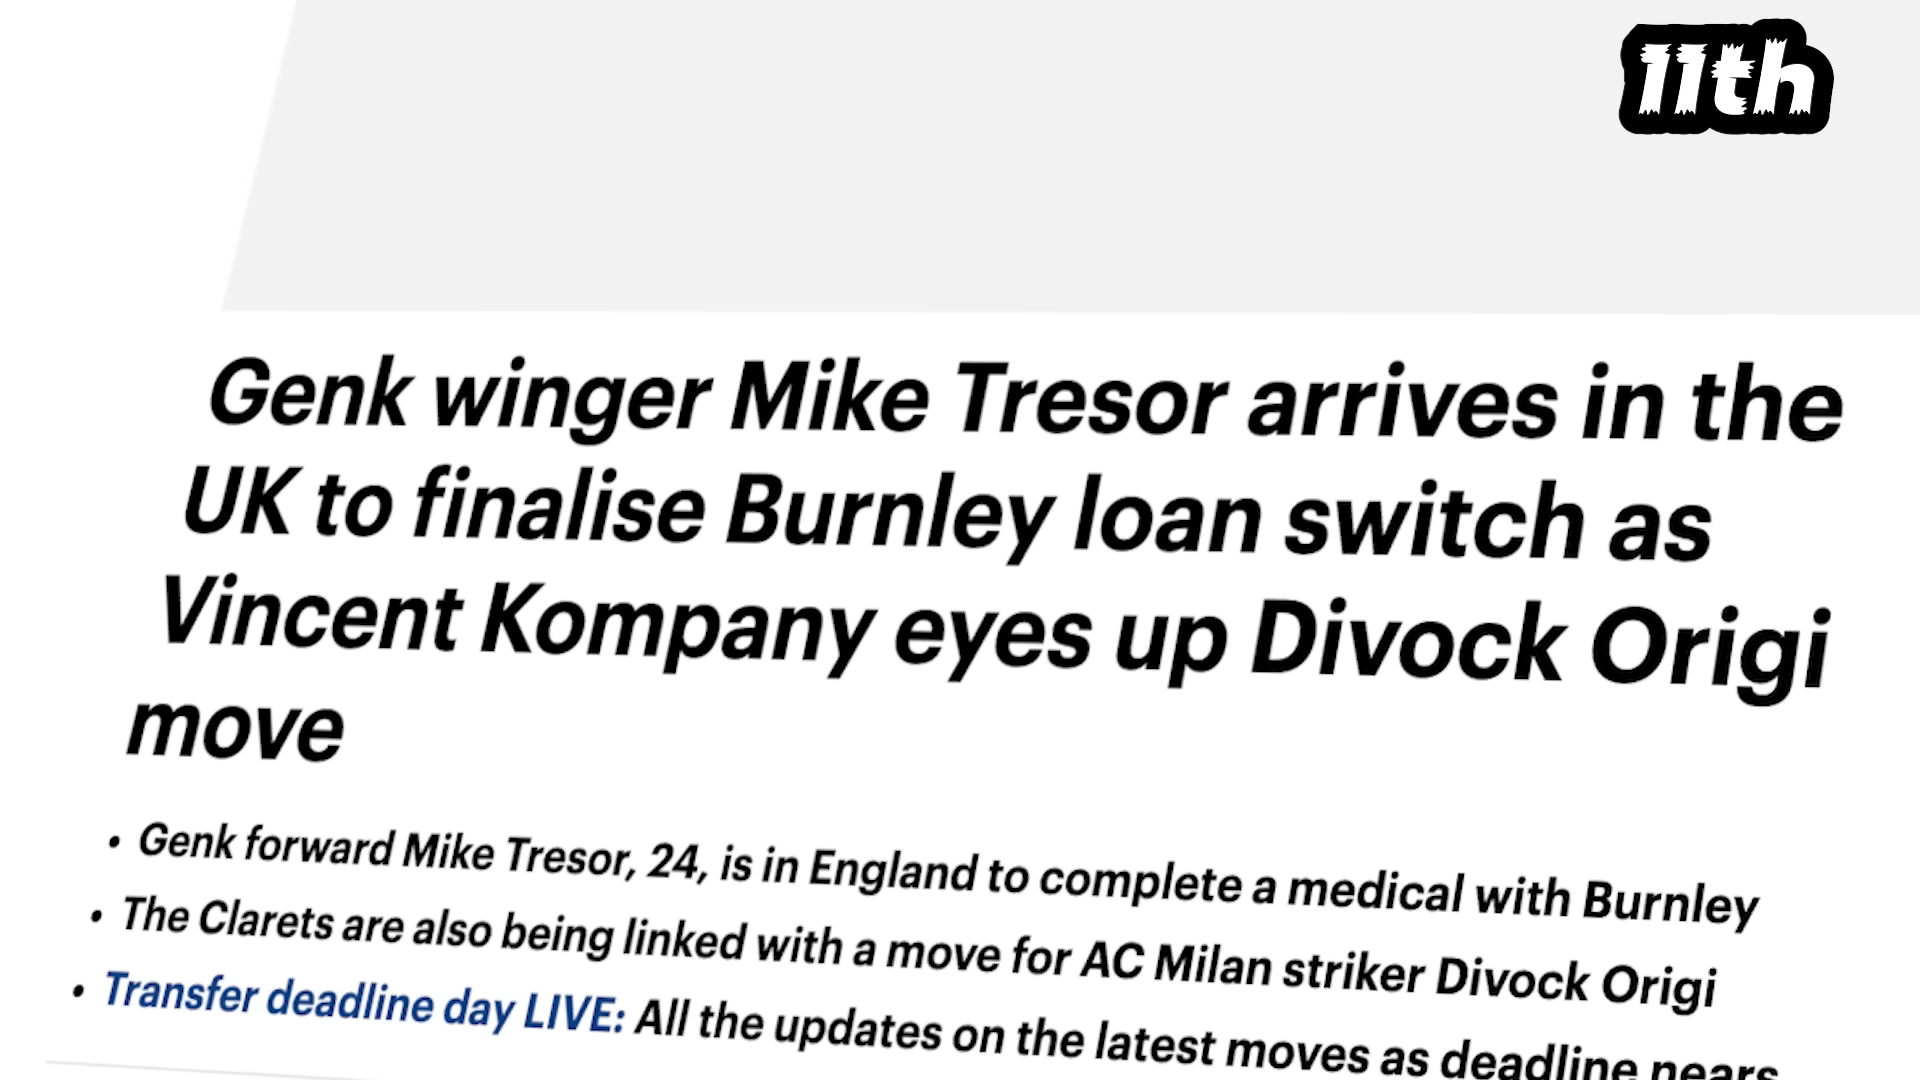 11th
Genk winger Mike Tresor arrives in the
UK to finalise Burnley loan switch as
Vincent Kompany eyes up Divock Origi
move
• Genk forward Mike Tresor, 24, is in England to complete a medical with Burnley
• The Clarets are also being linked with a move for AC Milan striker Divock Origi
• Transfer deadline day LIVE: All the updates on the latest moves as deadline nears